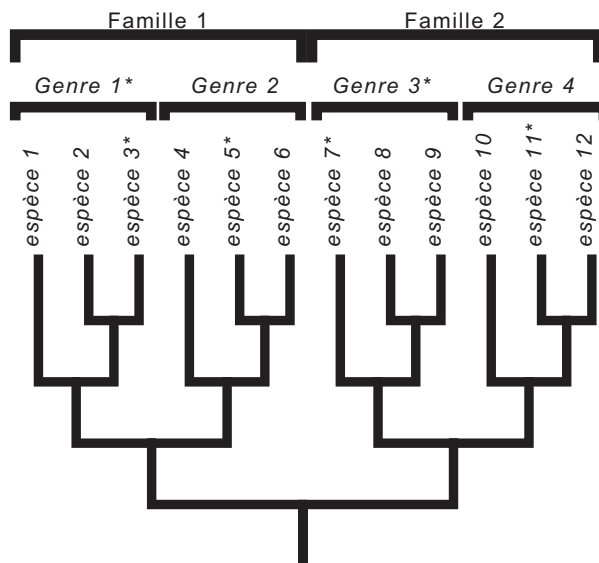 Famille 1 Famille 2
Genre 1* Genre 2 Genre 3* Genre 4
espèce 1
espèce 2
espèce 3*
espèce 4
espèce 5*
espèce 6
espèce 7*
espèce 8
espèce 9
espèce 10
espèce 11*
espèce 12